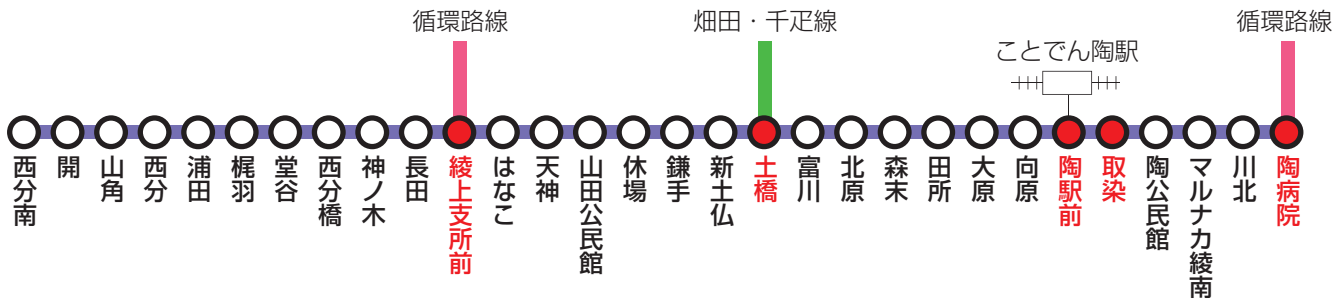 循環路線
畑田・千疋線
循環路線
ことでん陶駅
西分南
開
山角
西分
浦田
梶羽
堂谷
西分橋
神ノ木
長田
綾上支所前
はなこ
天神
山田公民館
休場
鎌手
新土仏
土橋
富川
北原
森末
田所
大原
向原
陶駅前
取染
陶公民館
マルナカ綾南
川北
陶病院